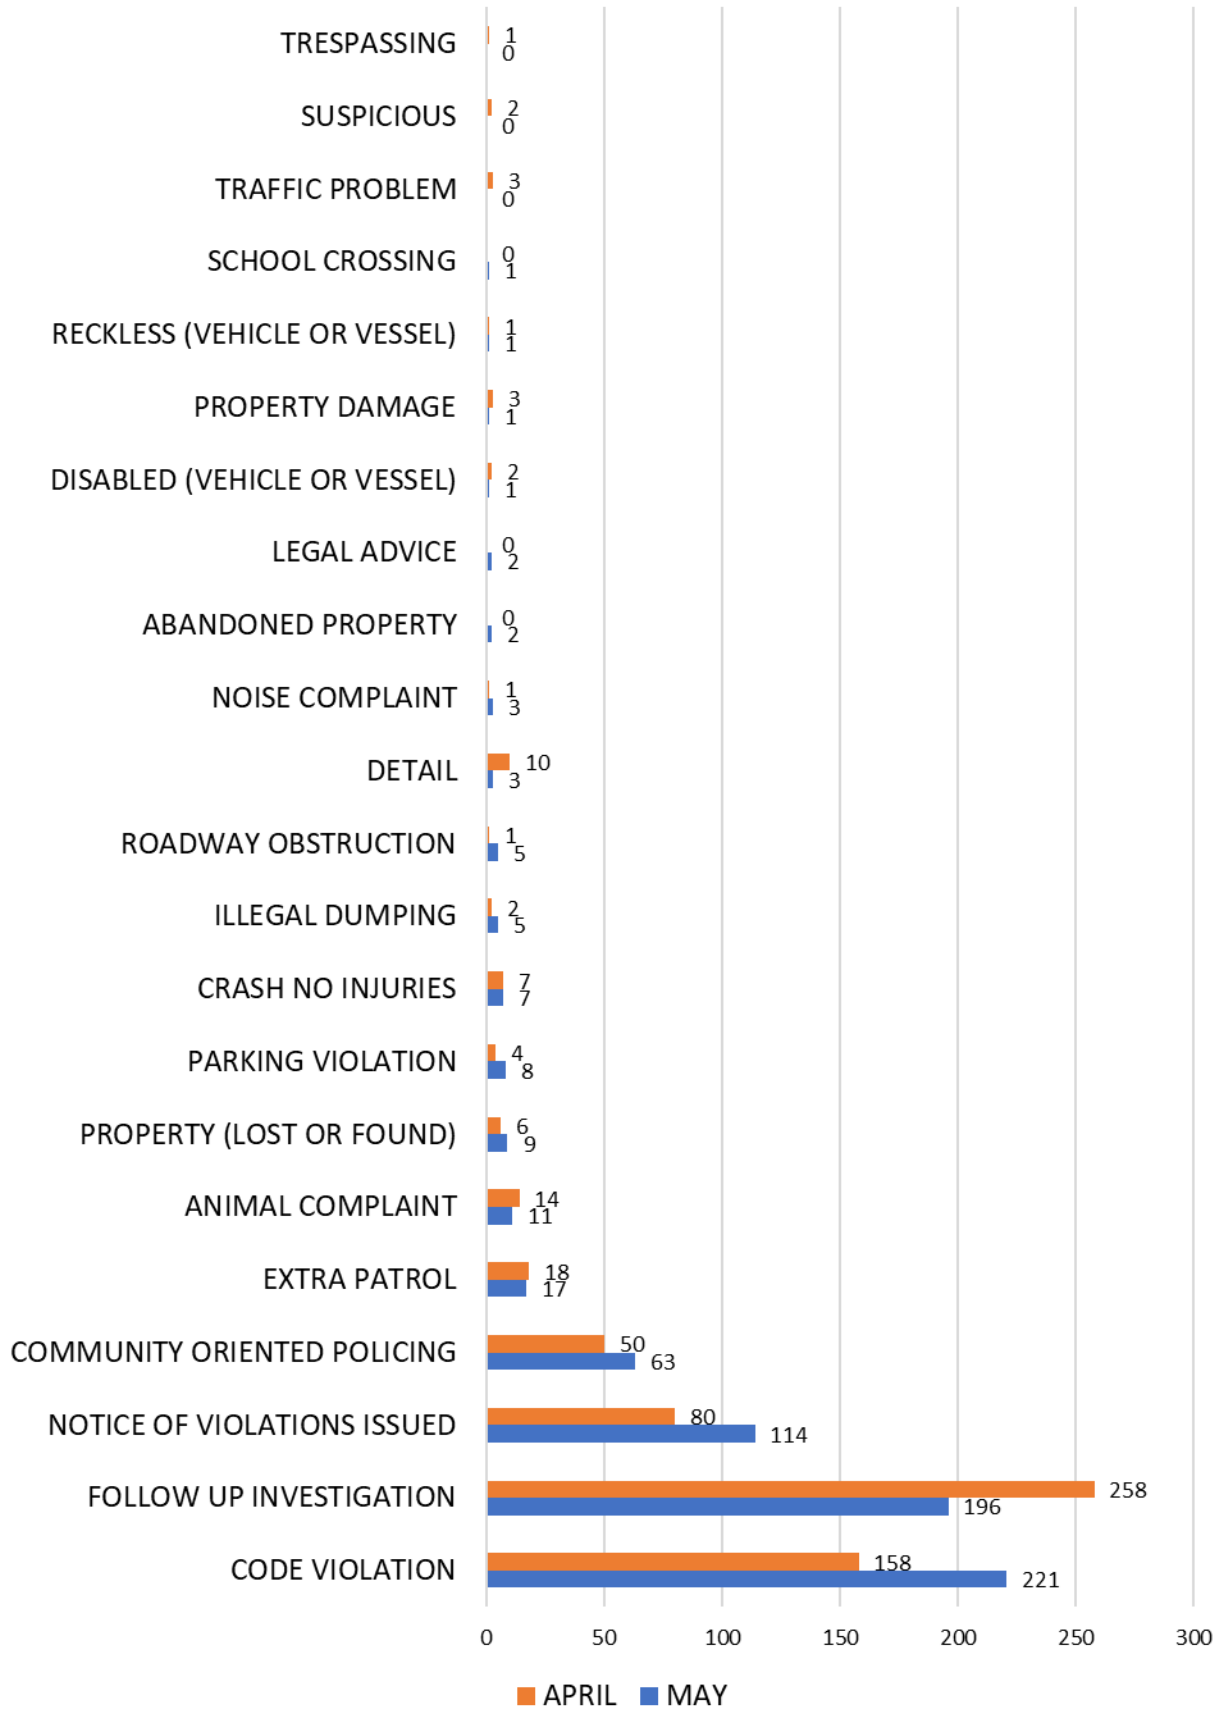 TRESPASSING 1
0
SUSPICIOUS 2
0
TRAFFIC PROBLEM 3
0
SCHOOL CROSSING 0
1
RECKLESS (VEHICLE OR VESSEL) 1
1
PROPERTY DAMAGE 3
1
DISABLED (VEHICLE OR VESSEL) 2
1
LEGAL ADVICE 0
2
ABANDONED PROPERTY 0
2
NOISE COMPLAINT 1
3
DETAIL 10
3
ROADWAY OBSTRUCTION 1
5
ILLEGAL DUMPING 2
5
CRASH NO INJURIES 7
7
PARKING VIOLATION 4
8
PROPERTY (LOST OR FOUND) 6
9
ANIMAL COMPLAINT 14
11
EXTRA PATROL 18
17
COMMUNITY ORIENTED POLICING 50
63
NOTICE OF VIOLATIONS ISSUED 80
114
FOLLOW UP INVESTIGATION 258
196
CODE VIOLATION 158
221
0 50 100 150 200 250 300
APRIL MAY